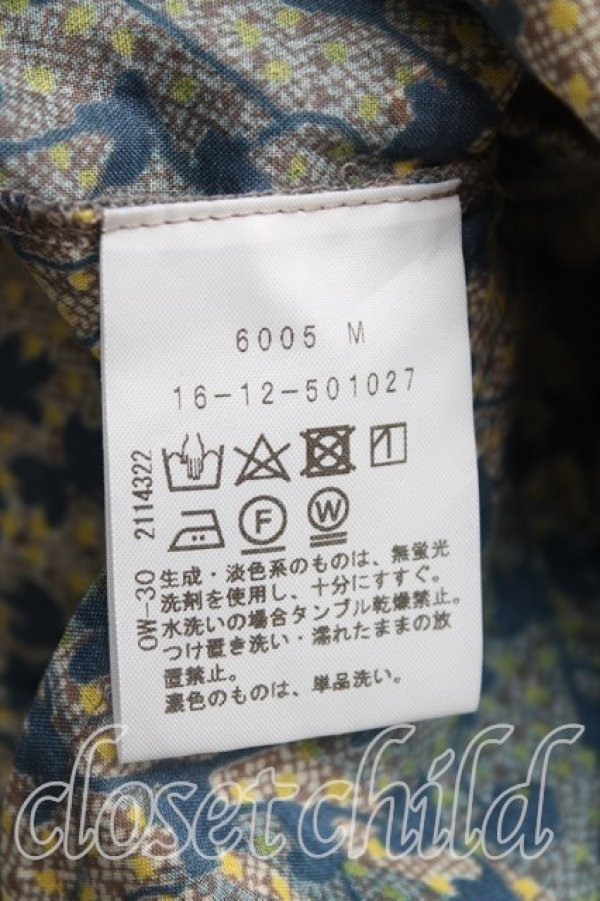 6005 M
16-12-501027
OW-30 2114322
F
W
生成・淡色系のものは、無蛍光
洗剤を使用し、十分にすすぐ。
水洗いの場合タンブル乾燥禁止。
つけ置き洗い・濡れたままの放
置禁止。
濃色のものは、単品洗い。
closet child